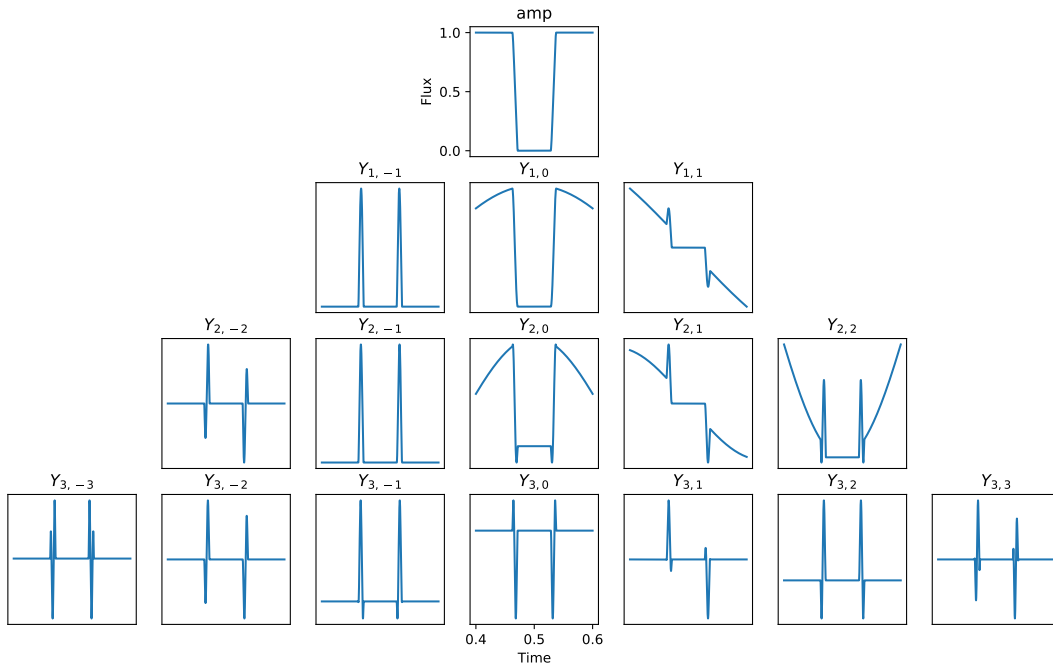 amp
1.0
0.5
0.0
Flux
Y1,−1
Y1,0
Y1,1
Y2,−2
Y2,−1
Y2,0
Y2,1
Y2,2
Y3,−3
Y3,−2
Y3,−1
Y3,0
Y3,1
Y3,2
Y3,3
0.4 0.5 0.6
Time